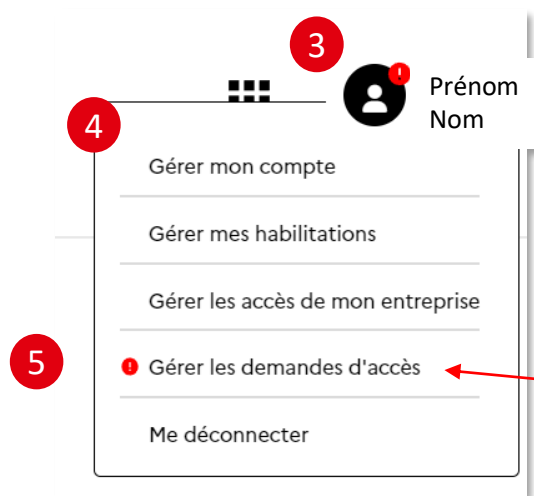 3
Prénom
Nom
4
Gérer mon compte
Gérer mes habilitations
Gérer les accès de mon entreprise
5
Gérer les demandes d'accès
Me déconnecter